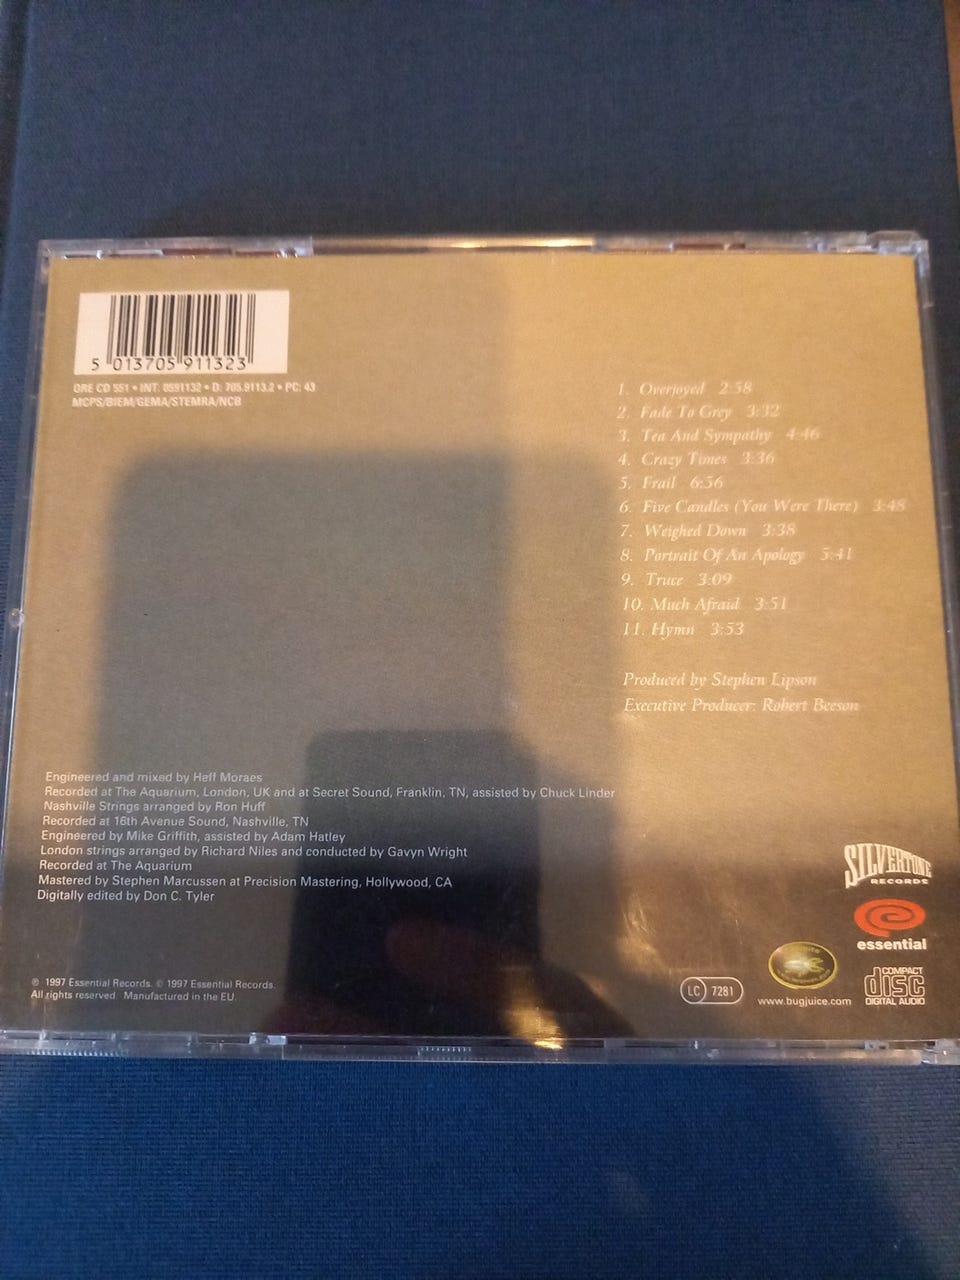 5 013705 911323
ORE CD 551 • INT: 0591132 • D: 705.9113.2 • PC: 43
MCPS/BIEM/GEMA/STEMRA/NCB
1. Overjoyed 2:58
2. Fade To Grey 3:32
3. Tea And Sympathy 4:46
4. Crazy Times 3:36
5. Frail 6:56
6. Five Candles (You Were There) 3:48
7. Weighed Down 3:38
8. Portrait Of An Apology 5:41
9. Truce 3:09
10. Much Afraid 3:51
11. Hymn 3:53
Produced by Stephen Lipson
Executive Producer: Robert Beeson
Engineered and mixed by Heff Moraes
Recorded at The Aquarium, London, UK and at Secret Sound, Franklin, TN, assisted by Chuck Linder
Nashville Strings arranged by Ron Huff
Recorded at 16th Avenue Sound, Nashville, TN
Engineered by Mike Griffith, assisted by Adam Hatley
London strings arranged by Richard Niles and conducted by Gavyn Wright
Recorded at The Aquarium
Mastered by Stephen Marcussen at Precision Mastering, Hollywood, CA
Digitally edited by Don C. Tyler
℗ 1997 Essential Records. © 1997 Essential Records.
All rights reserved. Manufactured in the EU.
SILVERTONE
RECORDS
essential
LC 7281
www.bugjuice.com
COMPACT
disc
DIGITAL AUDIO